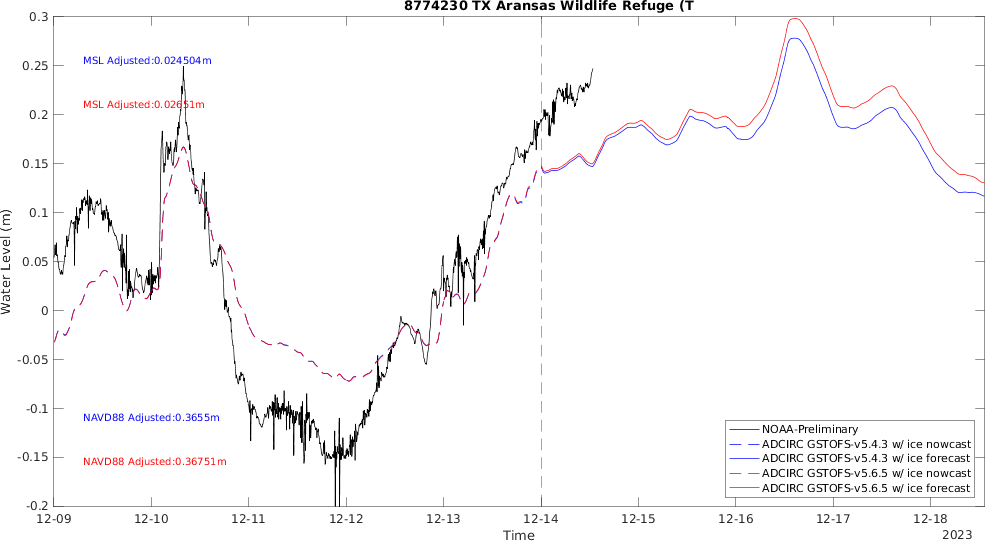 8774230 TX Aransas Wildlife Refuge (T
0.3
0.25
0.2
0.15
0.1
0.05
0
-0.05
-0.1
-0.15
-0.2
Water Level (m)
MSL Adjusted:0.024504m
MSL Adjusted:0.02651m
NAVD88 Adjusted:0.3655m
NAVD88 Adjusted:0.36751m
NOAA-Preliminary
ADCIRC GSTOFS-v5.4.3 w/ ice nowcast
ADCIRC GSTOFS-v5.4.3 w/ ice forecast
ADCIRC GSTOFS-v5.6.5 w/ ice nowcast
ADCIRC GSTOFS-v5.6.5 w/ ice forecast
12-09 12-10 12-11 12-12 12-13 12-14 12-15 12-16 12-17 12-18
Time
2023